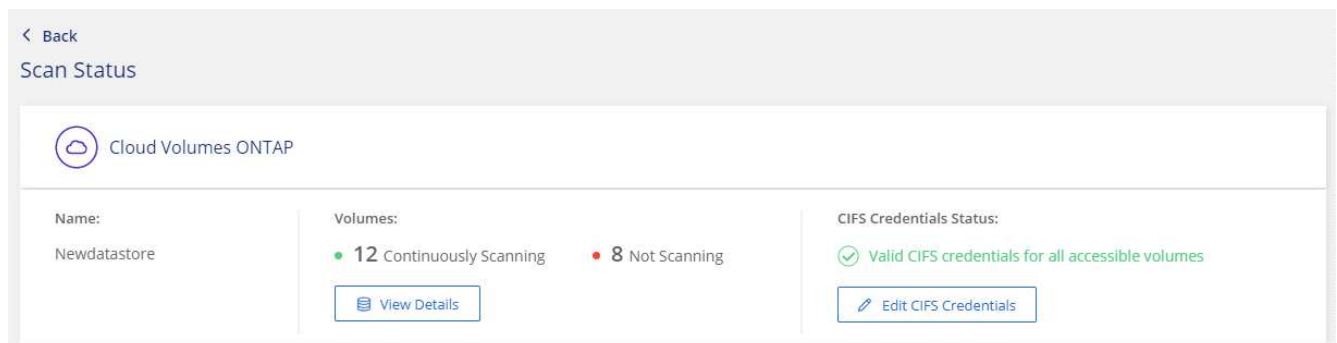 Back
Scan Status
Cloud Volumes ONTAP
Name:
Newdatastore
Volumes:
12 Continuously Scanning
8 Not Scanning
View Details
CIFS Credentials Status:
Valid CIFS credentials for all accessible volumes
Edit CIFS Credentials